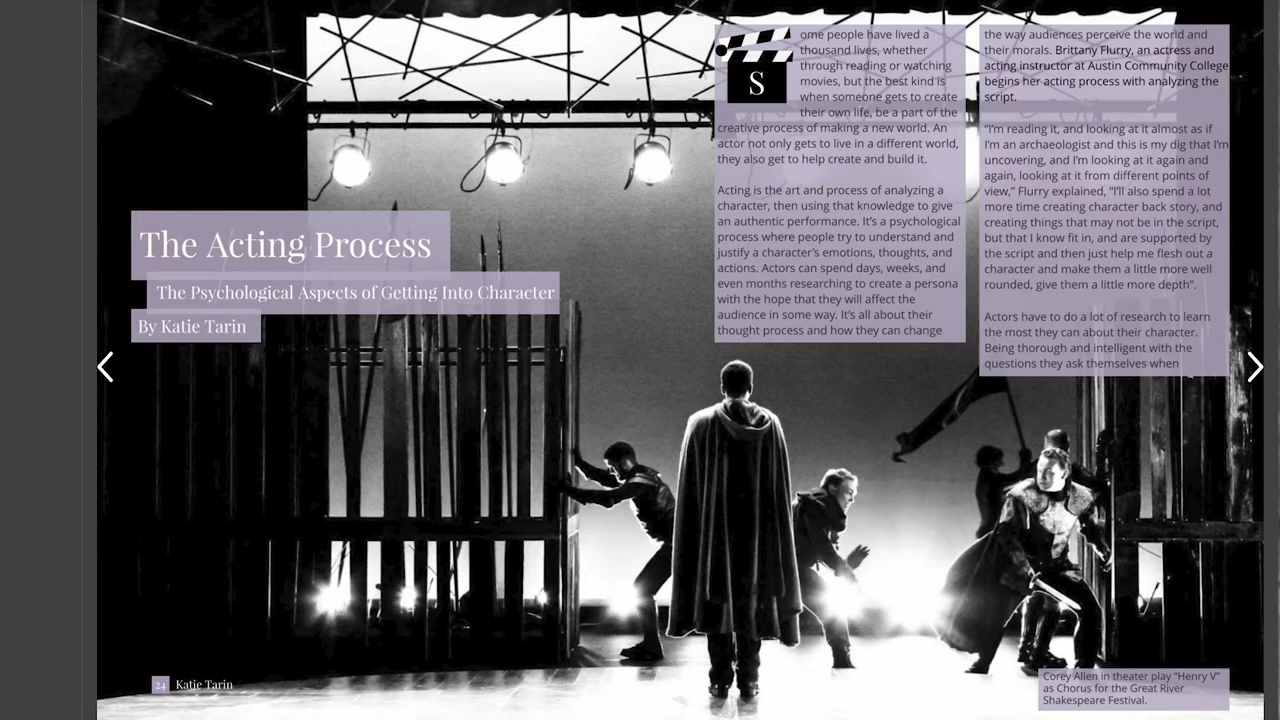 The Acting Process
The Psychological Aspects of Getting Into Character
By Katie Tarin
S
ome people have lived a
thousand lives, whether
through reading or watching
movies, but the best kind is
when someone gets to create
their own life, be a part of the
creative process of making a new world. An
actor not only gets to live in a different world,
they also get to help create and build it.
Acting is the art and process of analyzing a
character, then using that knowledge to give
an authentic performance. It’s a psychological
process where people try to understand and
justify a character’s emotions, thoughts, and
actions. Actors can spend days, weeks, and
even months researching to create a persona
with the hope that they will affect the
audience in some way. It’s all about their
thought process and how they can change
the way audiences perceive the world and
their morals. Brittany Flurry, an actress and
acting instructor at Austin Community College
begins her acting process with analyzing the
script.
“I’m reading it, and looking at it almost as if
I’m an archaeologist and this is my dig that I’m
uncovering, and I’m looking at it again and
again, looking at it from different points of
view,” Flurry explained, “I’ll also spend a lot
more time creating character back story, and
creating things that may not be in the script,
but that I know fit in, and are supported by
the script and then just help me flesh out a
character and make them a little more well
rounded, give them a little more depth”.
Actors have to do a lot of research to learn
the most they can about their character.
Being thorough and intelligent with the
questions they ask themselves when
24 Katie Tarin
Corey Allen in theater play “Henry V”
as Chorus for the Great River
Shakespeare Festival.